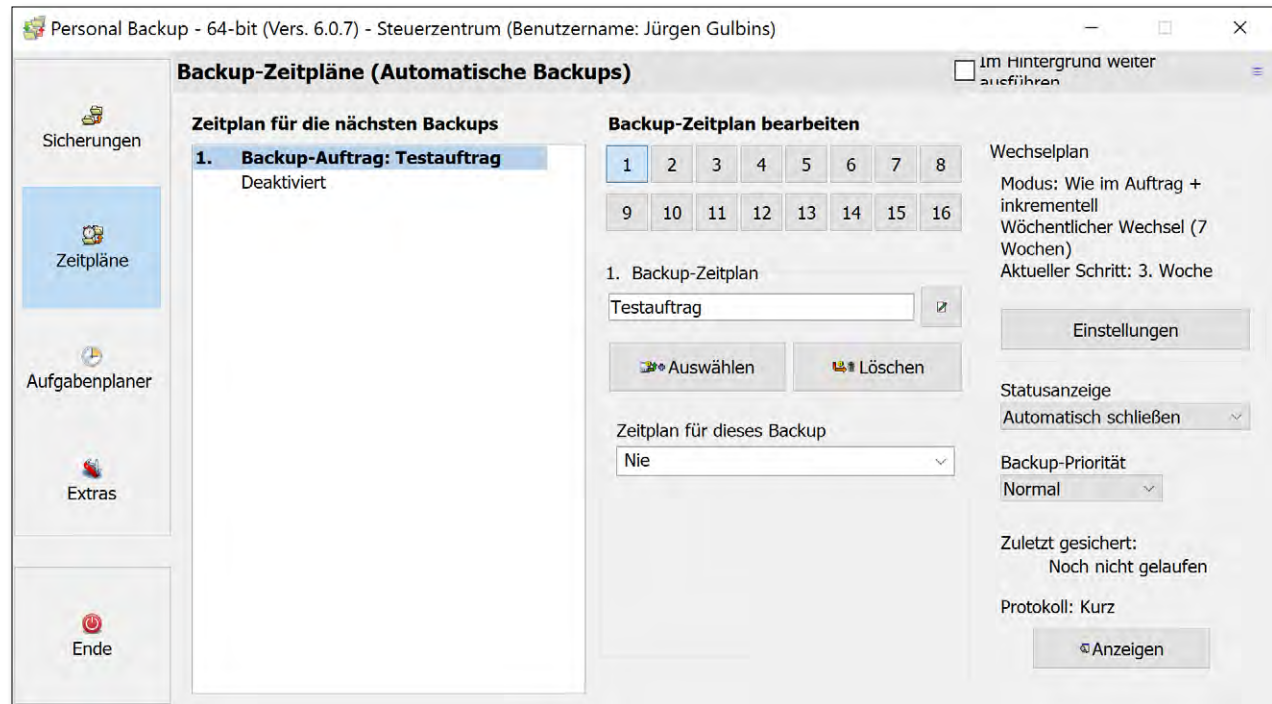 Personal Backup - 64-bit (Vers. 6.0.7) - Steuerzentrum (Benutzername: Jürgen Gulbins)
Backup-Zeitpläne (Automatische Backups)
Im Hintergrund weiter
ausführen
Sicherungen
Zeitpläne
Aufgabenplaner
Extras
Ende
Zeitplan für die nächsten Backups
1. Backup-Auftrag: Testauftrag
Deaktiviert
Backup-Zeitplan bearbeiten
1 2 3 4 5 6 7 8
9 10 11 12 13 14 15 16
1. Backup-Zeitplan
Testauftrag
Auswählen Löschen
Zeitplan für dieses Backup
Nie
Wechselplan
Modus: Wie im Auftrag +
inkrementell
Wöchentlicher Wechsel (7
Wochen)
Aktueller Schritt: 3. Woche
Einstellungen
Statusanzeige
Automatisch schließen
Backup-Priorität
Normal
Zuletzt gesichert:
Noch nicht gelaufen
Protokoll: Kurz
Anzeigen